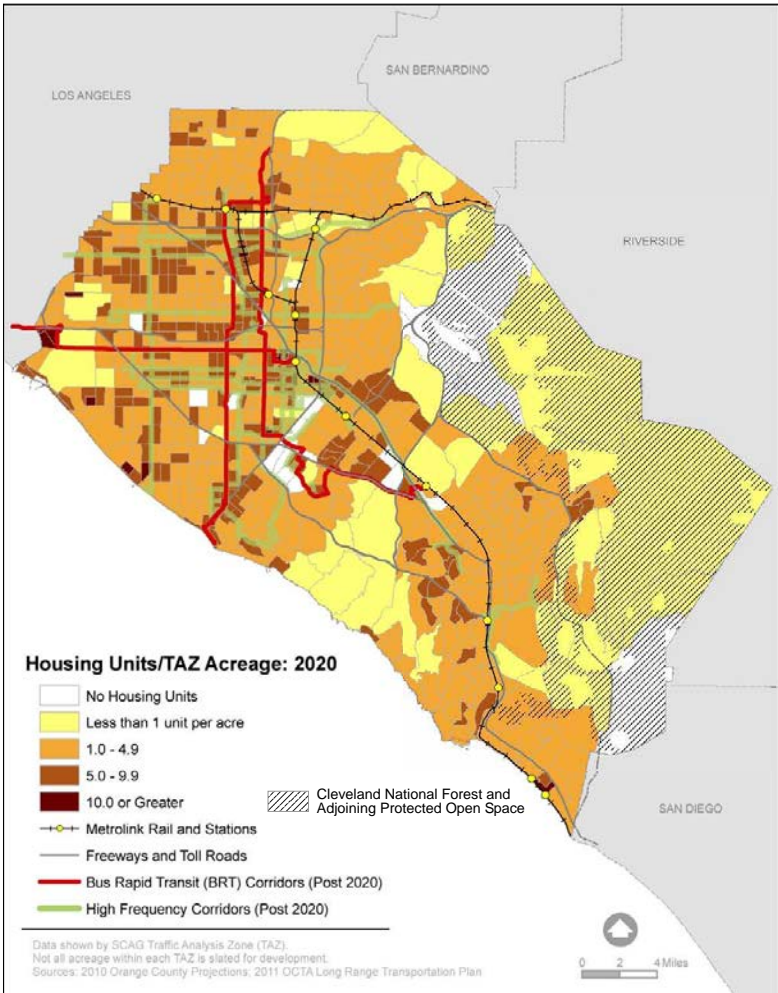 SAN BERNARDINO
LOS ANGELES
RIVERSIDE
Housing Units/TAZ Acreage: 2020
No Housing Units
Less than 1 unit per acre
1.0 - 4.9
5.0 - 9.9
10.0 or Greater
Cleveland National Forest and
Adjoining Protected Open Space
SAN DIEGO
Metrolink Rail and Stations
Freeways and Toll Roads
Bus Rapid Transit (BRT) Corridors (Post 2020)
High Frequency Corridors (Post 2020)
Data shown by SCAG Traffic Analysis Zone (TAZ).
Not all acreage within each TAZ is slated for development.
Sources: 2010 Orange County Projections: 2011 OCTA Long Range Transportation Plan
0 2 4 Miles